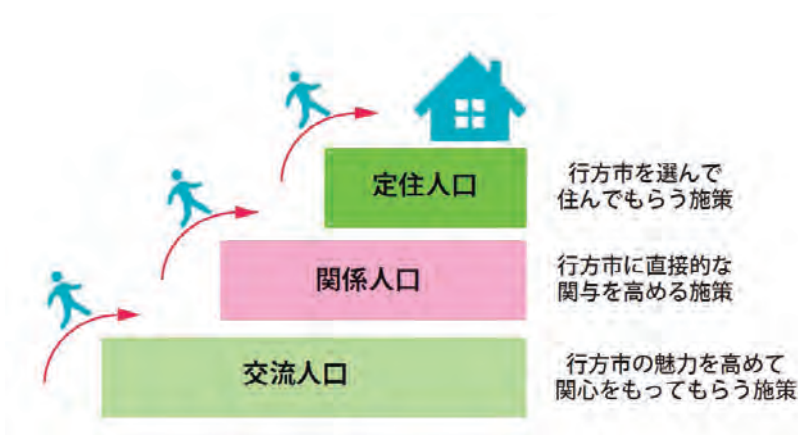 定住人口
行方市を選んで
住んでもらう施策
関係人口
行方市に直接的な
関与を高める施策
交流人口
行方市の魅力を高めて
関心をもってもらう施策